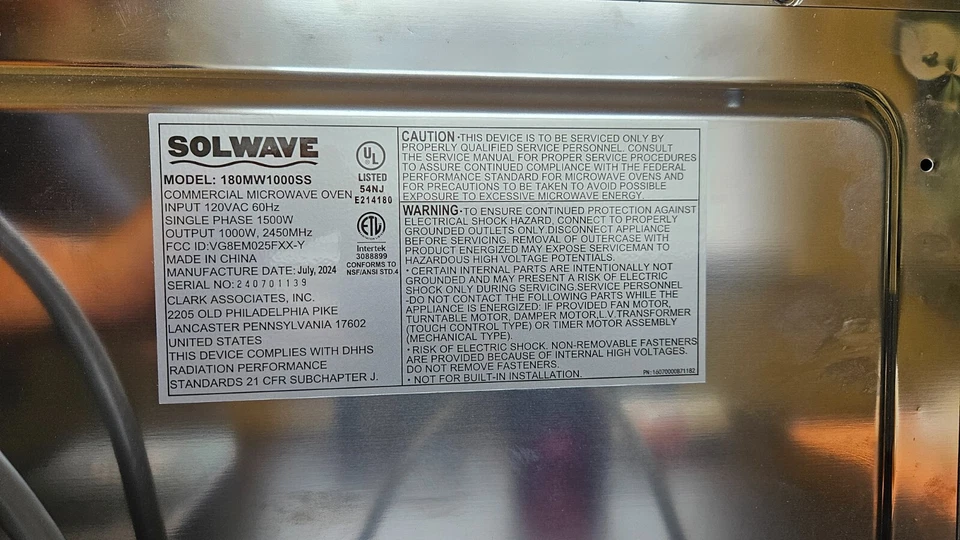 SOLWAVE
MODEL: 180MW1000SS
COMMERCIAL MICROWAVE OVEN
INPUT 120VAC 60Hz
SINGLE PHASE 1500W
OUTPUT 1000W, 2450MHz
FCC ID:VG8EM025FXX-Y
MADE IN CHINA
MANUFACTURE DATE: July, 2024
SERIAL NO: 240701139
CLARK ASSOCIATES, INC.
2205 OLD PHILADELPHIA PIKE
LANCASTER PENNSYLVANIA 17602
UNITED STATES
THIS DEVICE COMPLIES WITH DHHS
RADIATION PERFORMANCE
STANDARDS 21 CFR SUBCHAPTER J.
UL
LISTED
54NJ
E214180
ETL
Intertek
3088899
CONFORMS TO
NSF/ANSI STD.4
CAUTION •THIS DEVICE IS TO BE SERVICED ONLY BY
PROPERLY QUALIFIED SERVICE PERSONNEL. CONSULT
THE SERVICE MANUAL FOR PROPER SERVICE PROCEDURES
TO ASSURE CONTINUED COMPLIANCE WITH THE FEDERAL
PERFORMANCE STANDARD FOR MICROWAVE OVENS AND
FOR PRECAUTIONS TO BE TAKEN TO AVOID POSSIBLE
EXPOSURE TO EXCESSIVE MICROWAVE ENERGY.
WARNING•TO ENSURE CONTINUED PROTECTION AGAINST
ELECTRICAL SHOCK HAZARD, CONNECT TO PROPERLY
GROUNDED OUTLETS ONLY.DISCONNECT APPLIANCE
BEFORE SERVICING. REMOVAL OF OUTERCASE WITH
PRODUCT ENERGIZED MAY EXPOSE SERVICEMAN TO
HAZARDOUS HIGH VOLTAGE POTENTIALS.
• CERTAIN INTERNAL PARTS ARE INTENTIONALLY NOT
GROUNDED AND MAY PRESENT A RISK OF ELECTRIC
SHOCK ONLY DURING SERVICING.SERVICE PERSONNEL
-DO NOT CONTACT THE FOLLOWING PARTS WHILE THE
APPLIANCE IS ENERGIZED: IF PROVIDED FAN MOTOR,
TURNTABLE MOTOR, DAMPER MOTOR,L.V.TRANSFORMER
(TOUCH CONTROL TYPE) OR TIMER MOTOR ASSEMBLY
(MECHANICAL TYPE).
• RISK OF ELECTRIC SHOCK. NON-REMOVABLE FASTENERS
ARE PROVIDED BECAUSE OF INTERNAL HIGH VOLTAGES.
DO NOT REMOVE FASTENERS.
• NOT FOR BUILT-IN INSTALLATION.
PN: 16070000871182